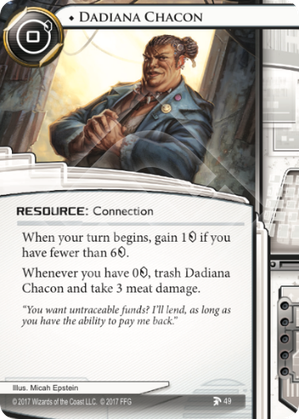 0
◆ DADIANA CHACON
RESOURCE: Connection
When your turn begins, gain 1 if you
have fewer than 6.
Whenever you have 0, trash Dadiana
Chacon and take 3 meat damage.
"You want untraceable funds? I'll lend, as long as
you have the ability to pay me back."
Illus. Micah Epstein
© 2017 Wizards of the Coast LLC. © 2017 FFG
49